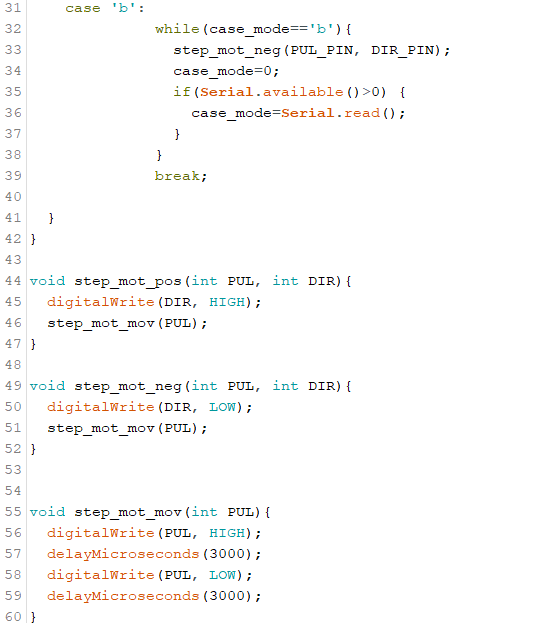 31     case 'b':
32               while(case_mode=='b'){
33                 step_mot_neg(PUL_PIN, DIR_PIN);
34                 case_mode=0;
35                 if(Serial.available()>0) {
36                   case_mode=Serial.read();
37                 }
38               }
39               break;
40
41   }
42 }
43
44 void step_mot_pos(int PUL, int DIR){
45   digitalWrite(DIR, HIGH);
46   step_mot_mov(PUL);
47 }
48
49 void step_mot_neg(int PUL, int DIR){
50   digitalWrite(DIR, LOW);
51   step_mot_mov(PUL);
52 }
53
54
55 void step_mot_mov(int PUL){
56   digitalWrite(PUL, HIGH);
57   delayMicroseconds(3000);
58   digitalWrite(PUL, LOW);
59   delayMicroseconds(3000);
60 }